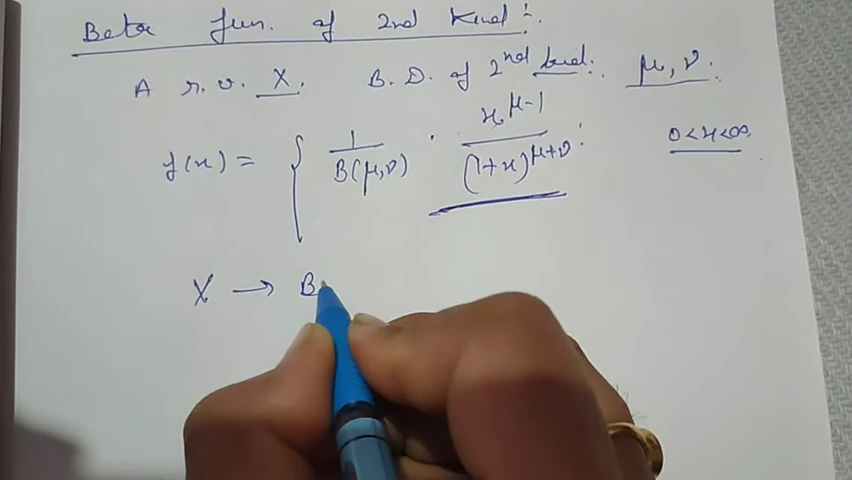 Beta fun. of 2nd Kind :-
A r.v. X. B.D. of 2nd kind. μ, ν.
f(x) = { 1/B(μ,ν) . x^(μ-1)/(1+x)^(μ+ν) ; 0<x<∞.
X → B